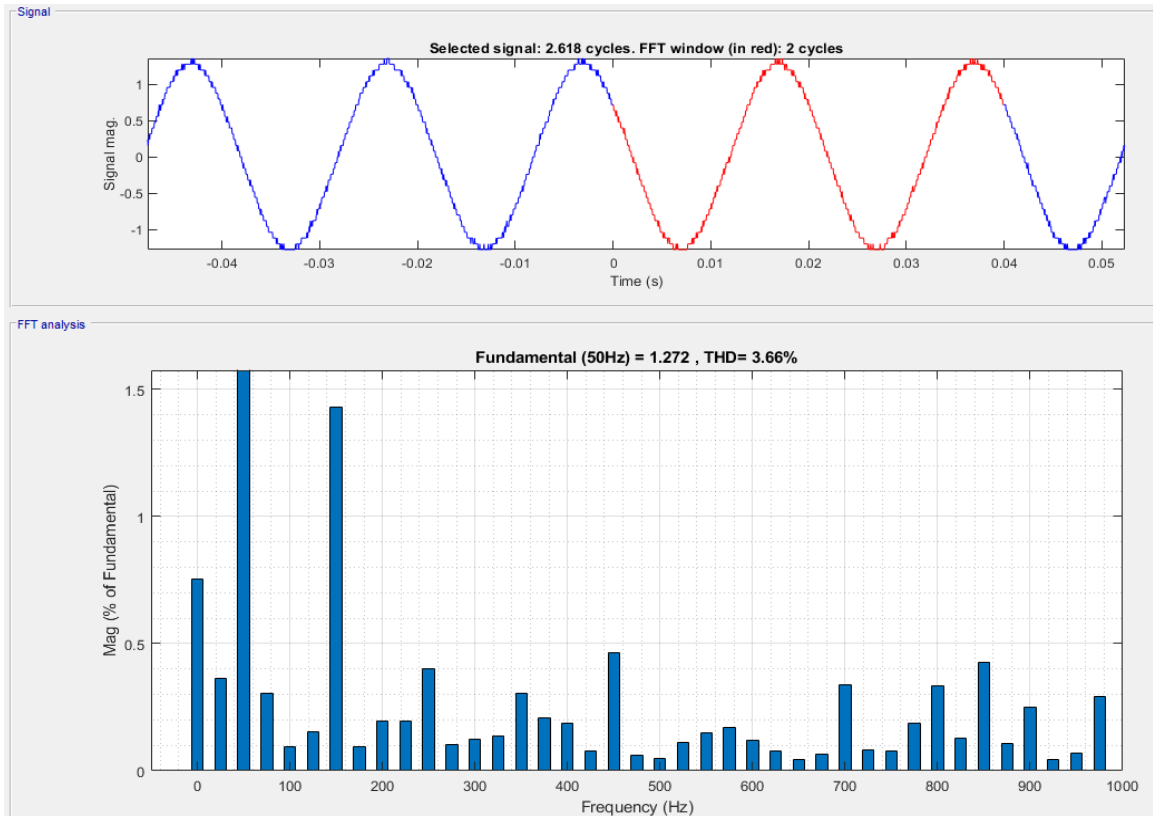 Signal
Selected signal: 2.618 cycles. FFT window (in red): 2 cycles
1
0.5
0
-0.5
-1
Signal mag.
-0.04 -0.03 -0.02 -0.01 0 0.01 0.02 0.03 0.04 0.05
Time (s)
FFT analysis
Fundamental (50Hz) = 1.272 , THD= 3.66%
1.5
1
0.5
0
Mag (% of Fundamental)
0 100 200 300 400 500 600 700 800 900 1000
Frequency (Hz)